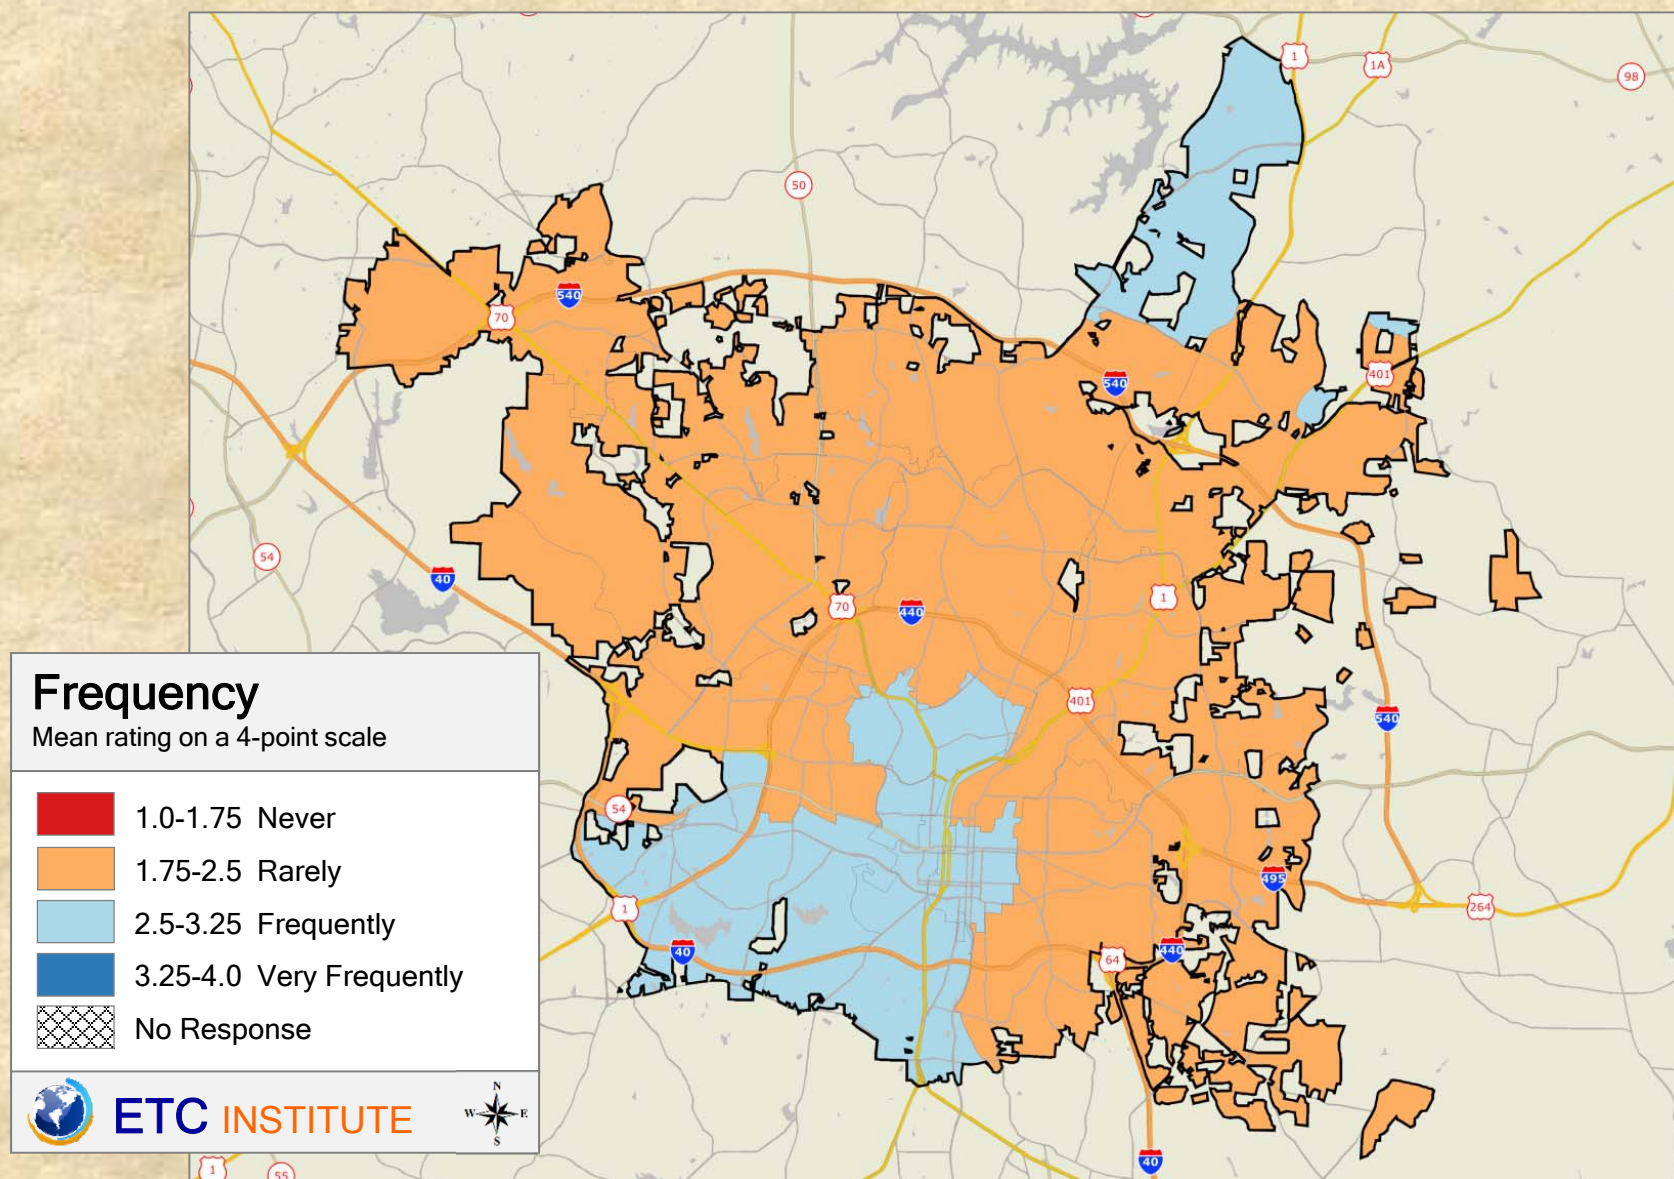 1
1A
98
50
540
70
540
401
54
40
70
440
1
401
540
Frequency
Mean rating on a 4-point scale
1.0-1.75 Never
1.75-2.5 Rarely
2.5-3.25 Frequently
3.25-4.0 Very Frequently
No Response
ETC INSTITUTE
N
W E
S
54
495
1
264
40
440
64
40
1
55